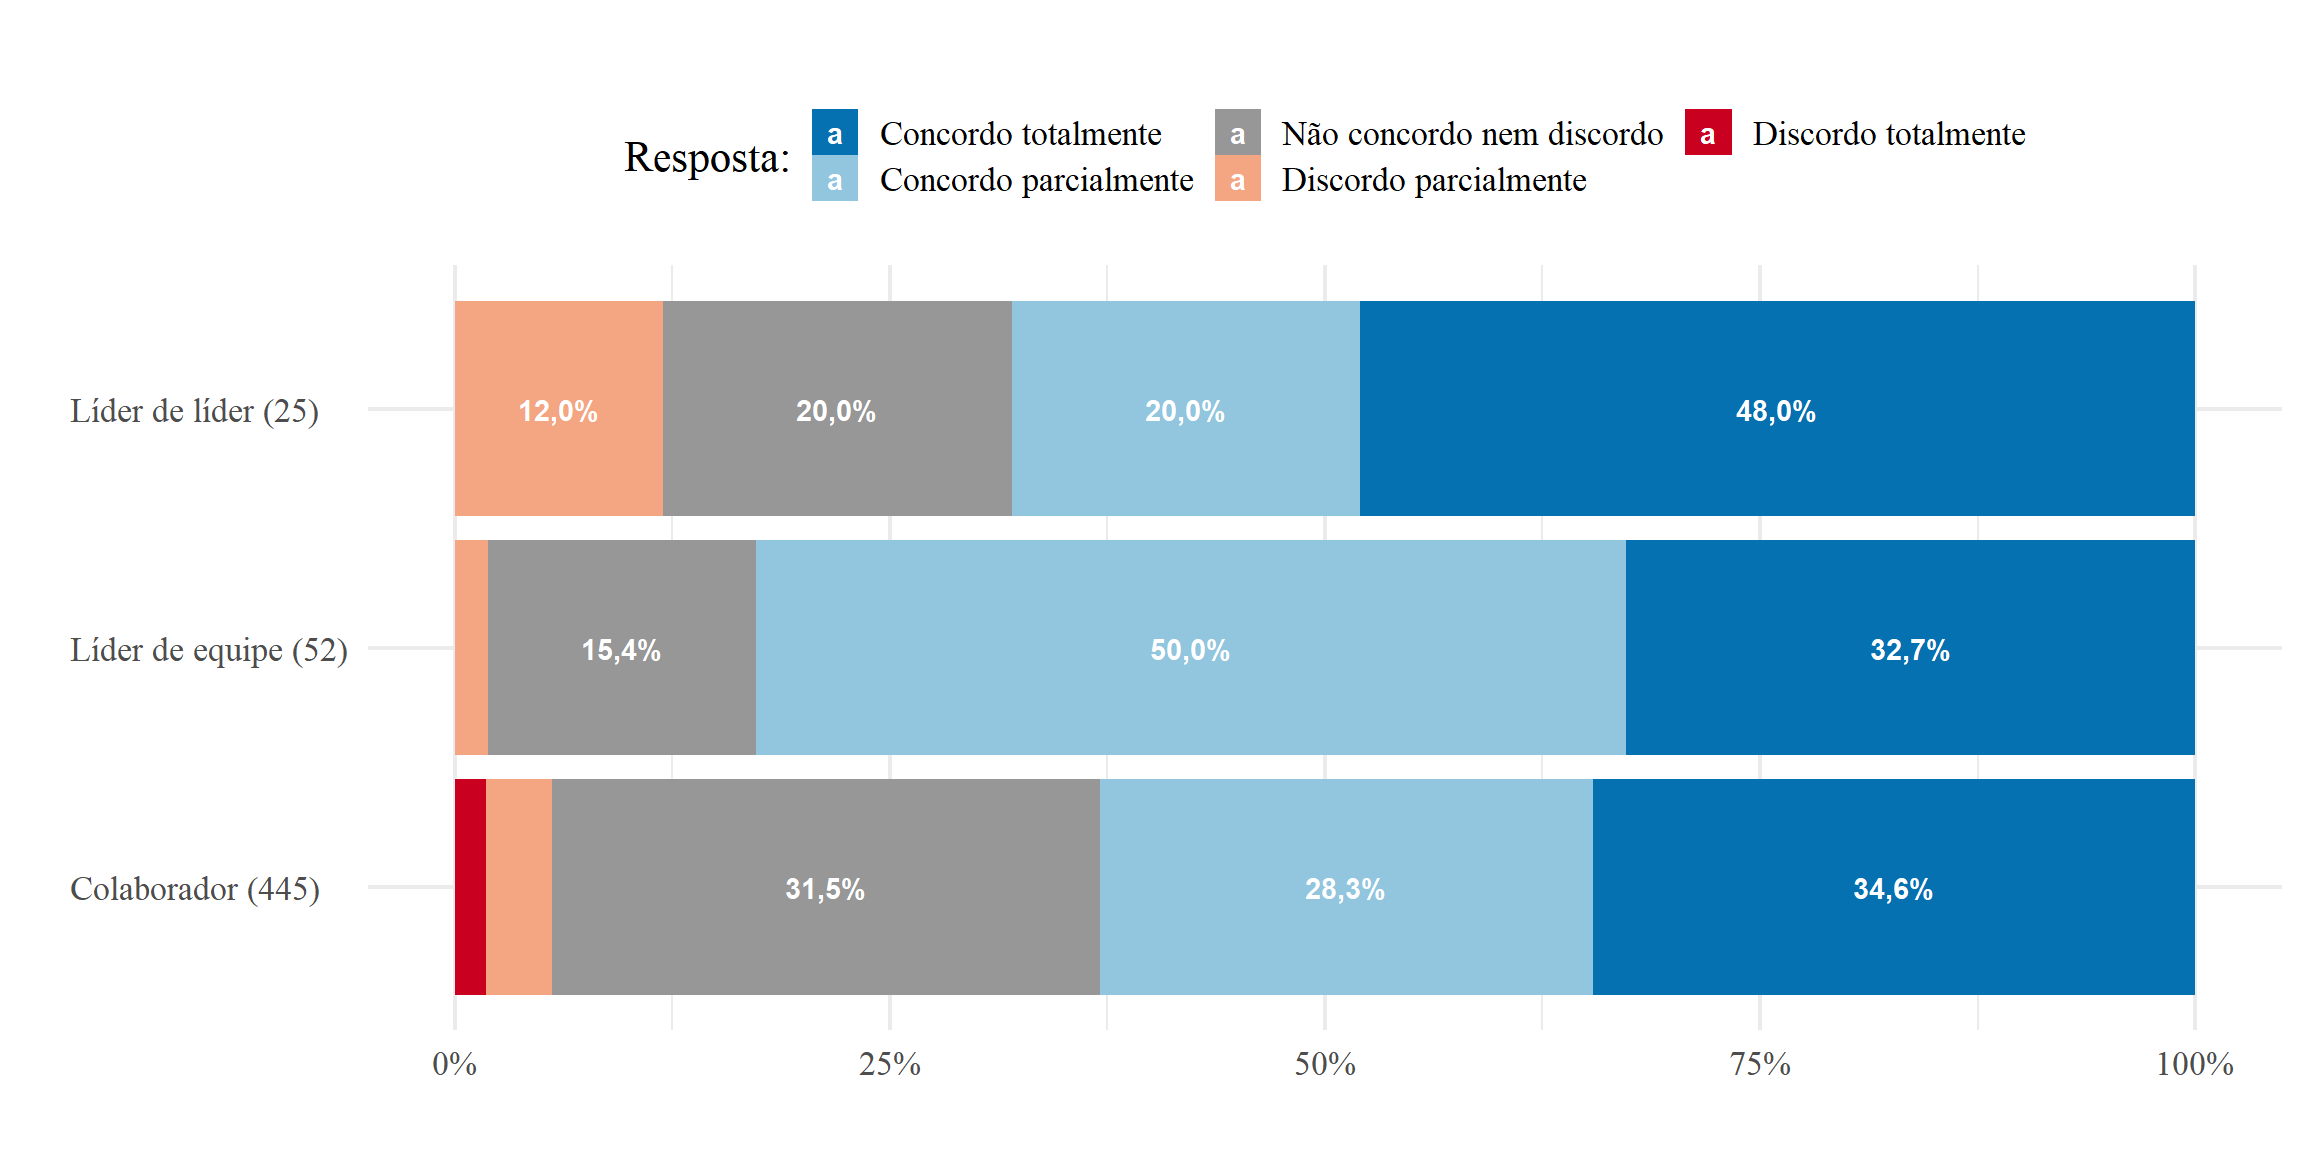 Resposta:
a Concordo totalmente
a Concordo parcialmente
a Não concordo nem discordo
a Discordo parcialmente
a Discordo totalmente
Líder de líder (25)
12,0% 20,0% 20,0% 48,0%
Líder de equipe (52)
15,4% 50,0% 32,7%
Colaborador (445)
31,5% 28,3% 34,6%
0% 25% 50% 75% 100%